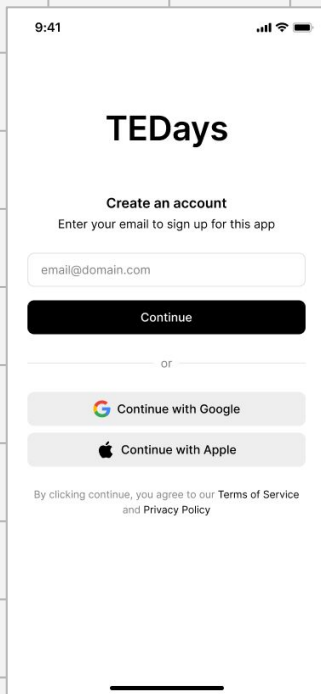 9:41
TEDays
Create an account
Enter your email to sign up for this app
email@domain.com
Continue
or
Continue with Google
Continue with Apple
By clicking continue, you agree to our Terms of Service
and Privacy Policy